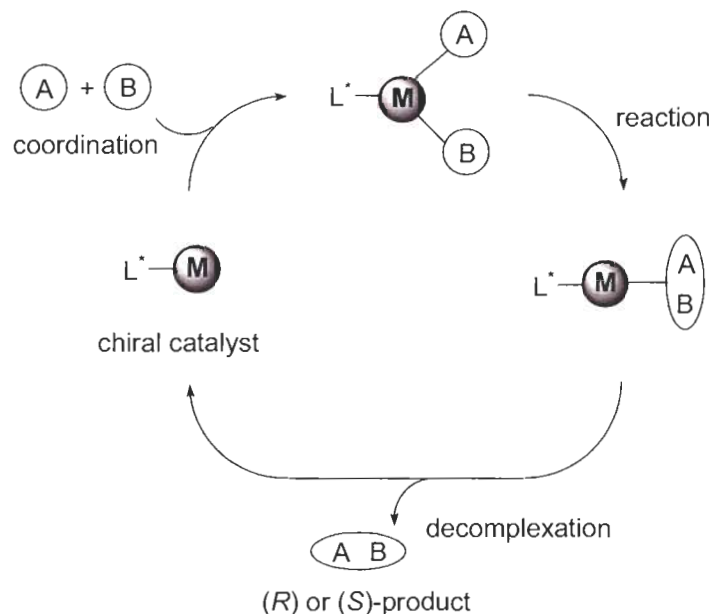 A + B
coordination
L* M A B
reaction
L* M A B
decomplexation
A B
(R) or (S)-product
L* M
chiral catalyst